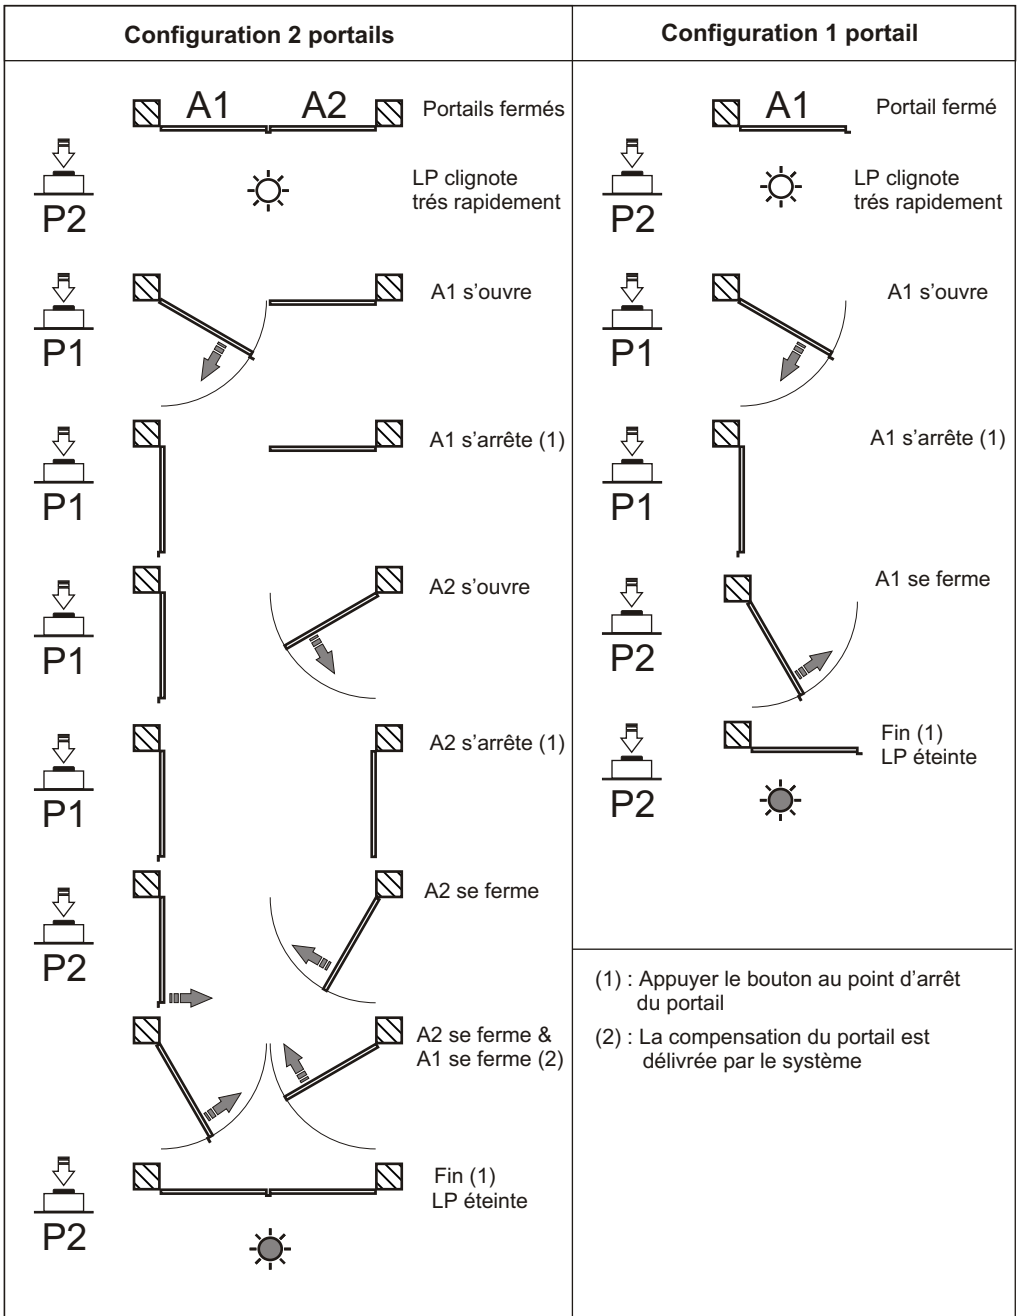 Configuration 2 portails
A1 A2
Portails fermés
P2
LP clignote
trés rapidement
P1
A1 s'ouvre
P1
A1 s'arrête (1)
P1
A2 s'ouvre
P1
A2 s'arrête (1)
P2
A2 se ferme
A2 se ferme &
A1 se ferme (2)
P2
Fin (1)
LP éteinte
Configuration 1 portail
A1
Portail fermé
P2
LP clignote
trés rapidement
P1
A1 s'ouvre
P1
A1 s'arrête (1)
P2
A1 se ferme
P2
Fin (1)
LP éteinte
(1) : Appuyer le bouton au point d'arrêt
du portail
(2) : La compensation du portail est
délivrée par le système